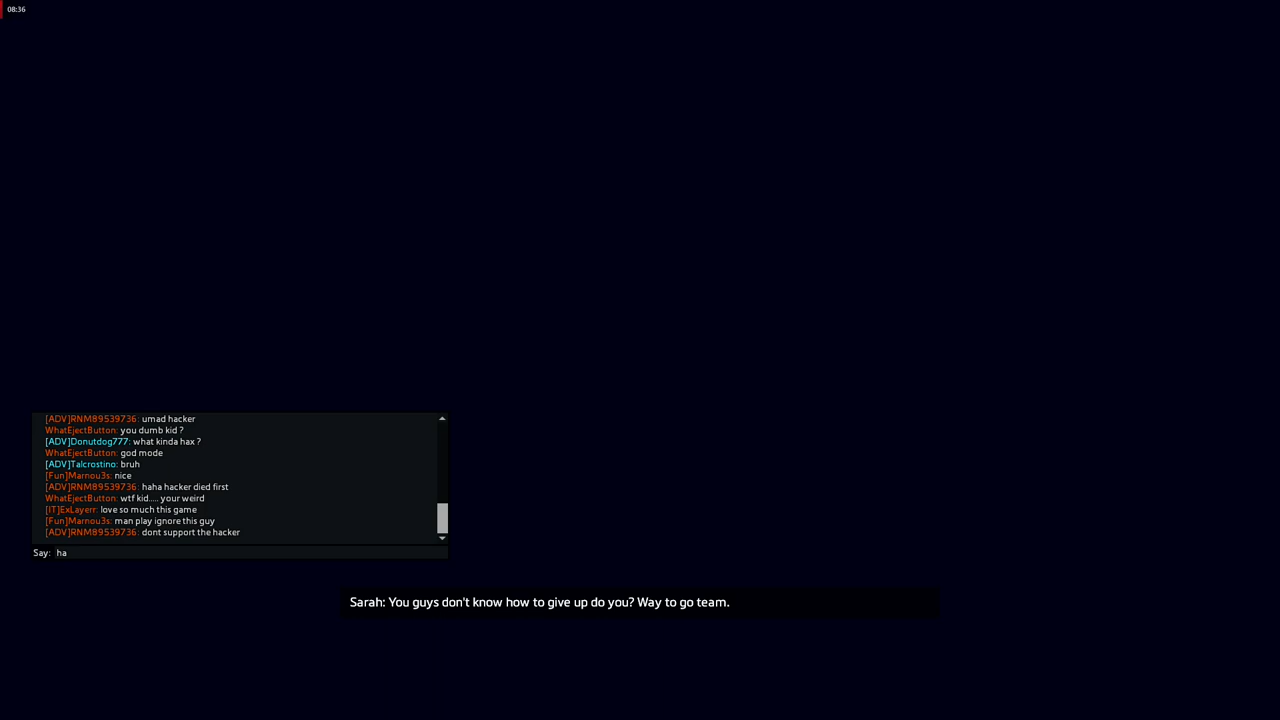 08:36
[ADV]RNM89539736: umad hacker
WhatEjectButton: you dumb kid ?
[ADV]Donutdog777: what kinda hax ?
WhatEjectButton: god mode
[ADV]Talcrostino: bruh
[Fun]Marnou3s: nice
[ADV]RNM89539736: haha hacker died first
WhatEjectButton: wtf kid..... your weird
[IT]ExLayerr: love so much this game
[Fun]Marnou3s: man play ignore this guy
[ADV]RNM89539736: dont support the hacker
Say: ha
Sarah: You guys don't know how to give up do you? Way to go team.